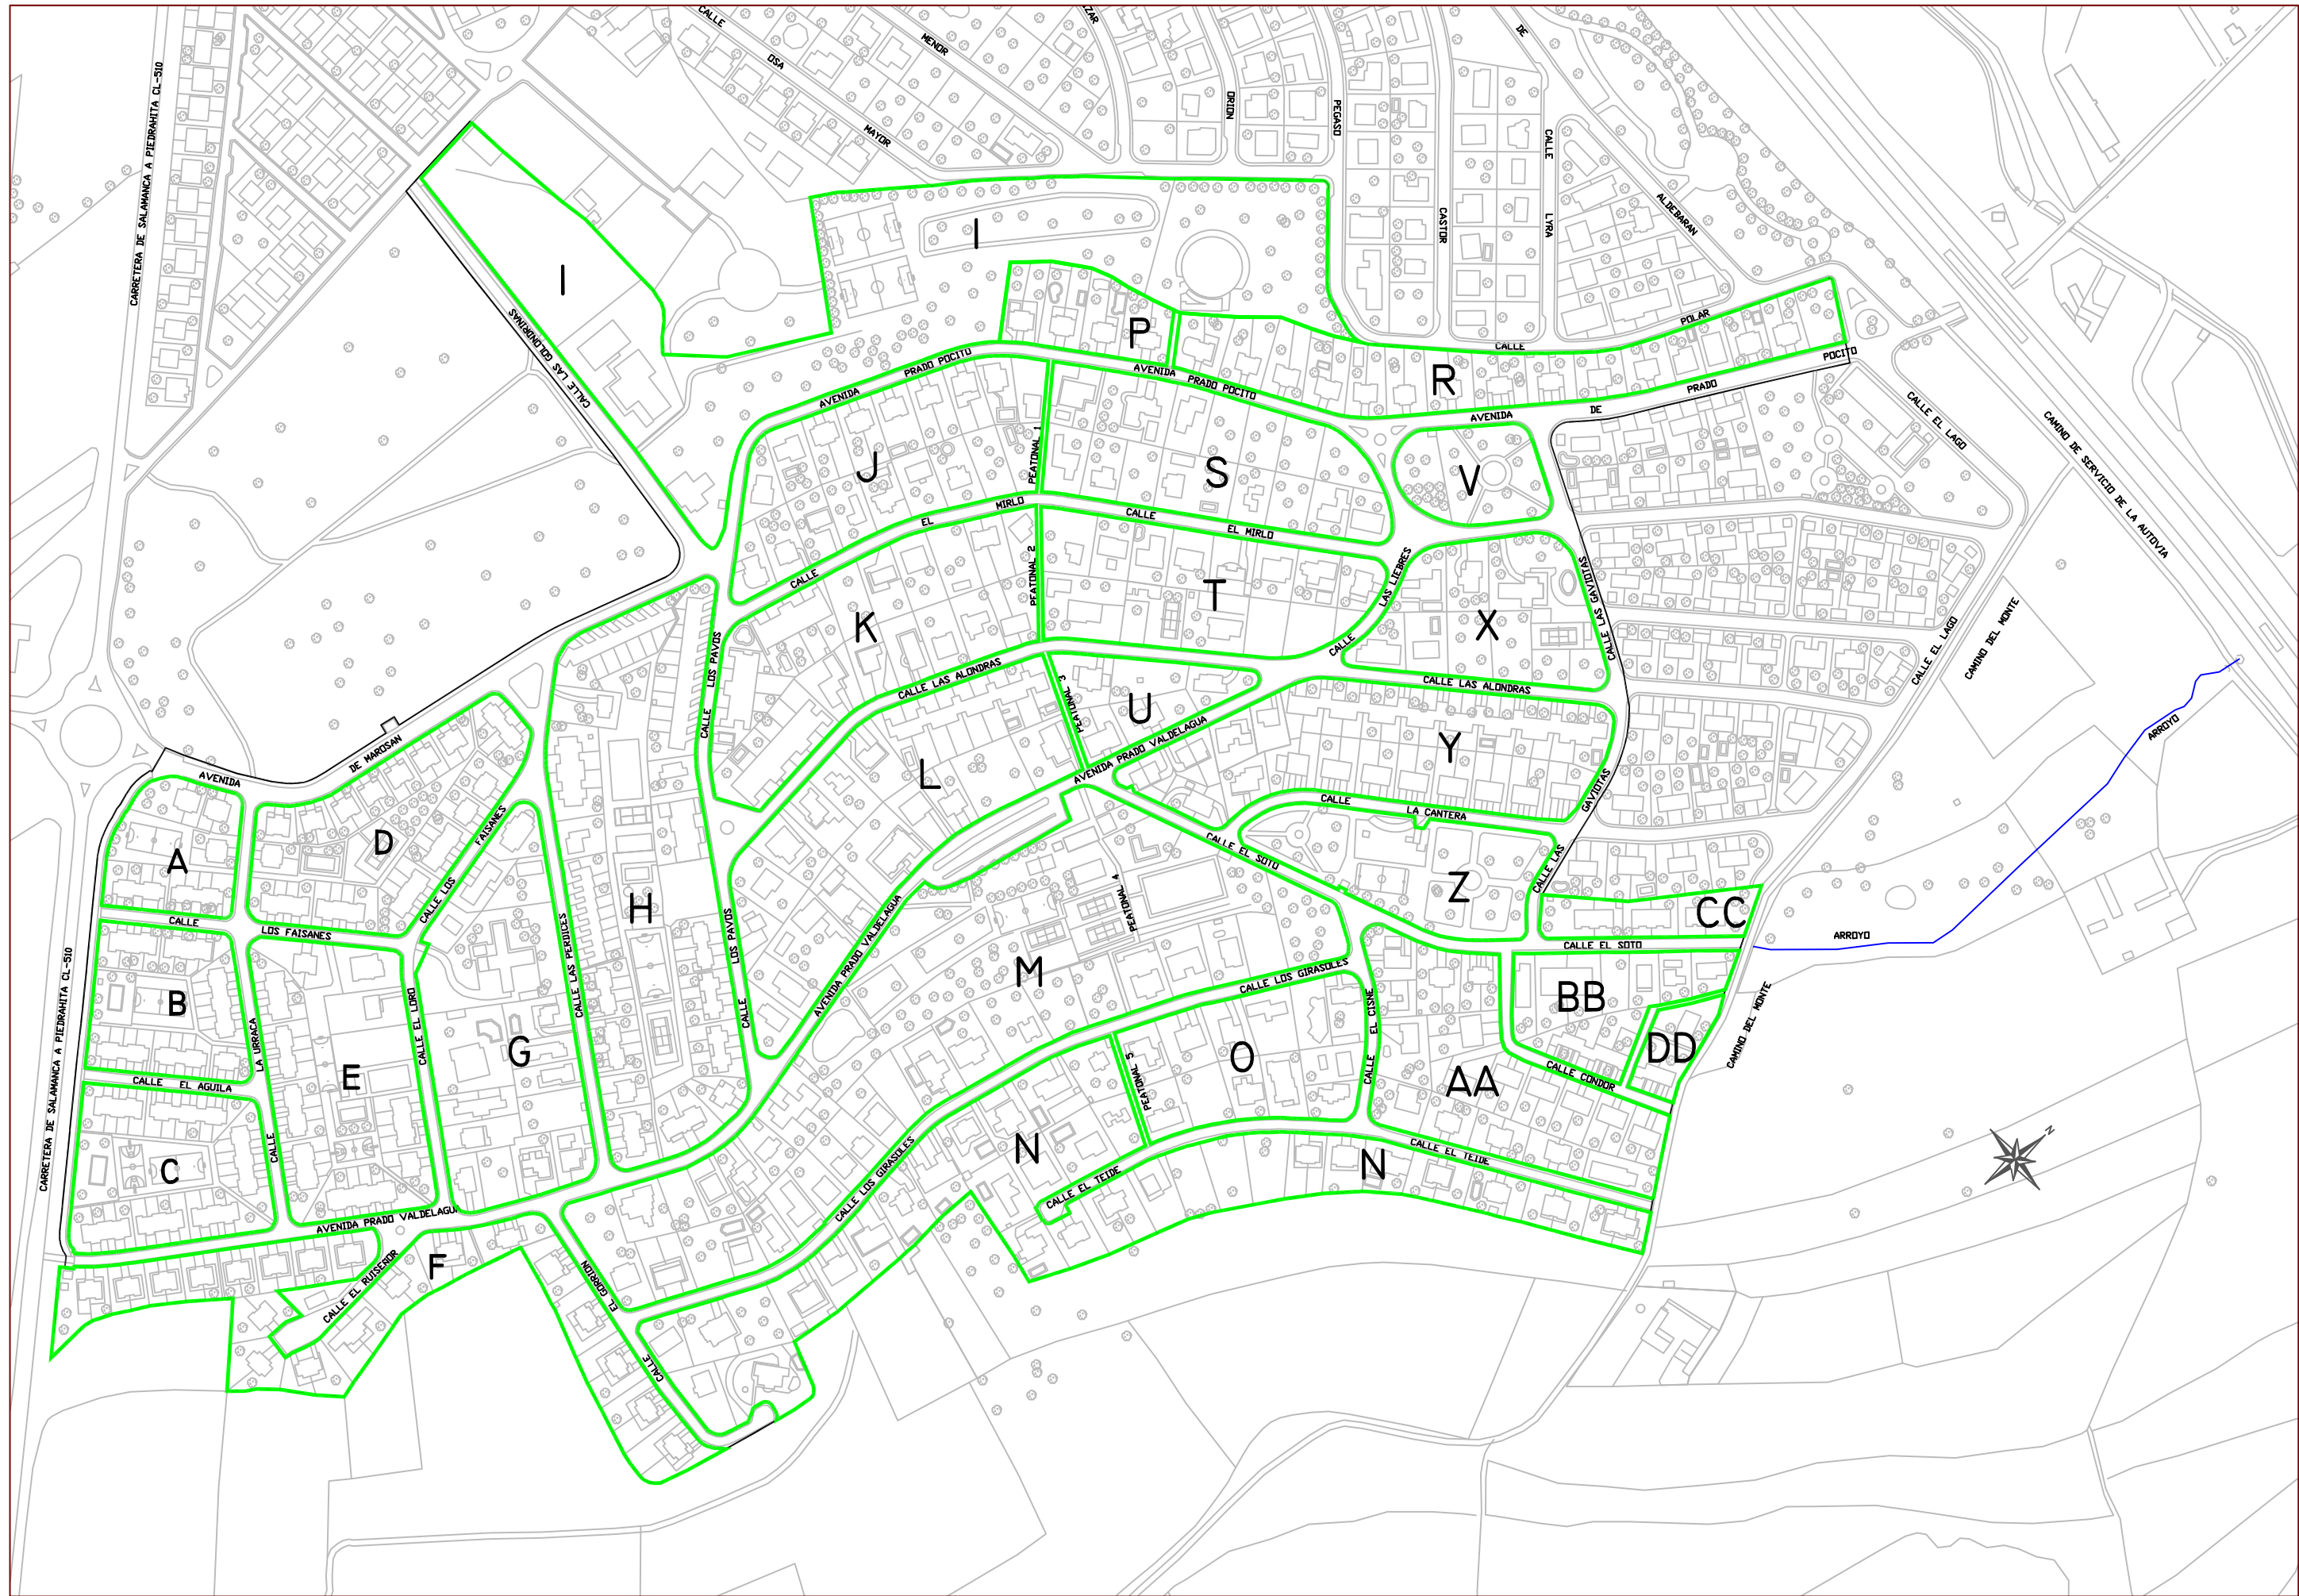 CALLE
OSA
MAYOR
MENOR
ZAR
ORION
PEGASO
CASTOR
CALLE
LYRA
DE
ALDEBARAN
CARRETERA DE SALAMANCA A PIEDRAHITA CL-510
CALLE LAS GOLONDRINAS
I
I
P
R
CALLE
POLAR
AVENIDA
PRADO POCITO
AVENIDA
PRADO POCITO
AVENIDA
DE
PRADO
POCITO
CALLE EL LAGO
CAMINO DE SERVICIO DE LA AUTOVIA
J
PEATONAL 1
S
V
CALLE
EL
MIRLO
CALLE
EL MIRLO
K
PEATONAL 2
T
CALLE
LAS LIEBRES
X
CALLE LAS GAVIOTAS
CALLE EL LAGO
CAMINO DEL MONTE
CALLE
LOS PAVOS
CALLE LAS ALONDRAS
CALLE LAS ALONDRAS
PEATONAL 3
U
AVENIDA PRADO VALDELAGUA
L
Y
ARROYO
AVENIDA
DE MAROSAN
D
CALLE LOS
FAISANES
A
CALLE
LOS FAISANES
CALLE
LA CANTERA
GAVIOTAS
CALLE LAS
CALLE EL SOTO
Z
CC
CALLE EL SOTO
ARROYO
H
CALLE LAS PERDICES
CALLE
LOS PAVOS
AVENIDA PRADO VALDELAGUA
PEATONAL 4
M
CALLE LOS GIRASOLES
CALLE
EL CISNE
BB
DD
CAMINO DEL MONTE
CALLE CONDOR
AA
B
CALLE
EL AGUILA
CALLE
LA URRACA
E
CALLE EL LORO
G
CARRETERA DE SALAMANCA A PIEDRAHITA CL-510
C
PEATONAL 5
O
N
CALLE EL TEIDE
N
CALLE EL TEIDE
CALLE LOS GIRASOLES
AVENIDA PRADO VALDELAGUA
F
CALLE EL RUISEÑOR
CALLE
EL GORRION
N